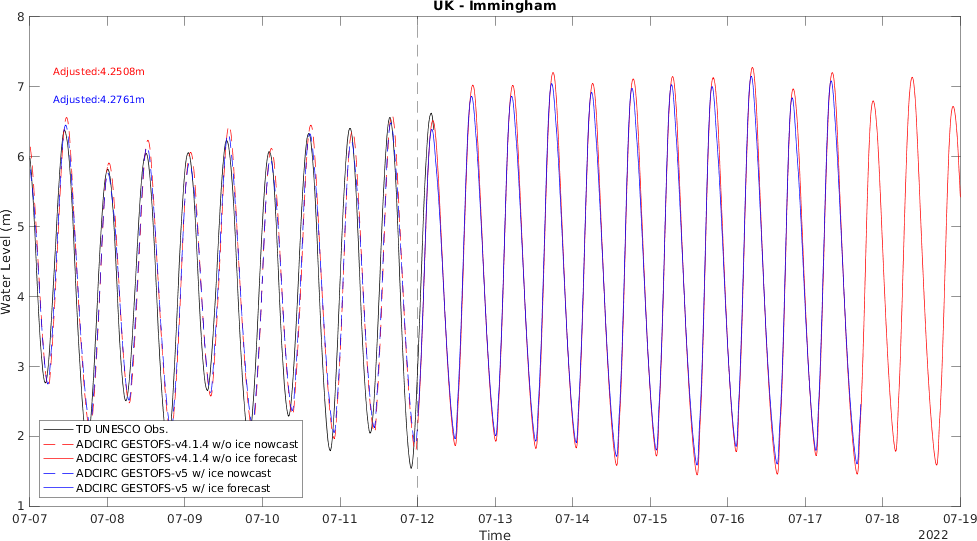 UK - Immingham
8
Adjusted:4.2508m
7
Adjusted:4.2761m
6
5
Water Level (m)
4
3
2
TD UNESCO Obs.
ADCIRC GESTOFS-v4.1.4 w/o ice nowcast
ADCIRC GESTOFS-v4.1.4 w/o ice forecast
ADCIRC GESTOFS-v5 w/ ice nowcast
ADCIRC GESTOFS-v5 w/ ice forecast
1
07-07 07-08 07-09 07-10 07-11 07-12 07-13 07-14 07-15 07-16 07-17 07-18 07-19
Time
2022